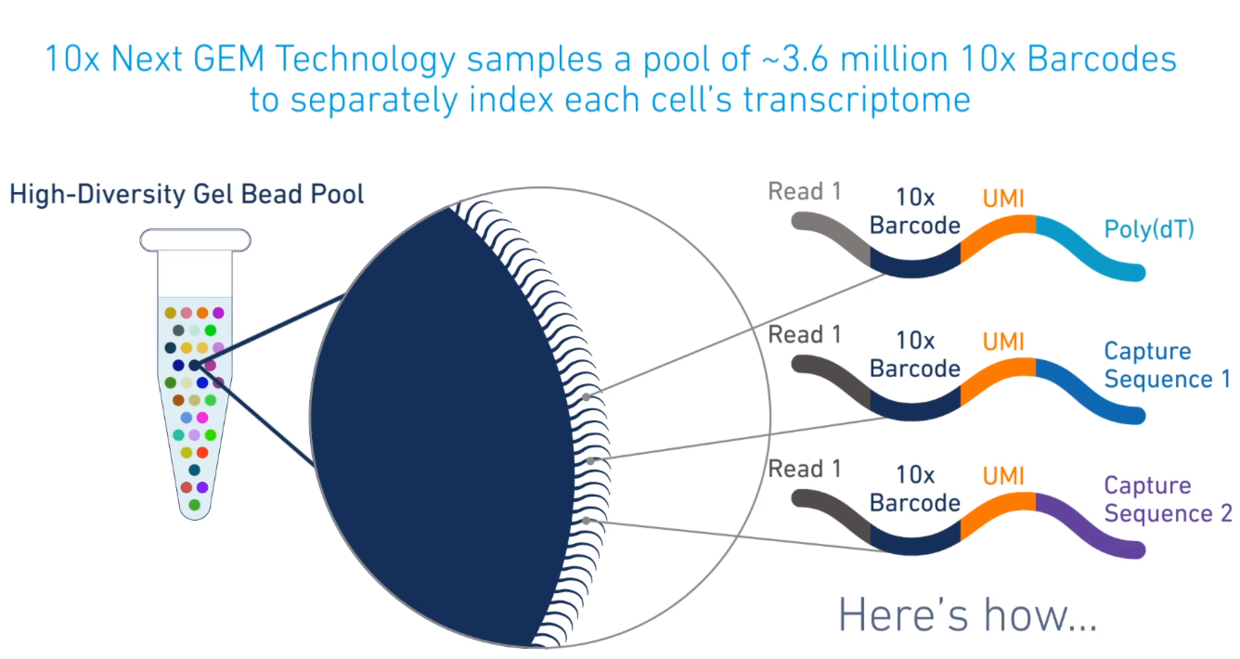 10x Next GEM Technology samples a pool of ~3.6 million 10x Barcodes
to separately index each cell's transcriptome
High-Diversity Gel Bead Pool
Read 1
10x
Barcode
UMI
Poly(dT)
Read 1
10x
Barcode
UMI
Capture
Sequence 1
Read 1
10x
Barcode
UMI
Capture
Sequence 2
Here's how...